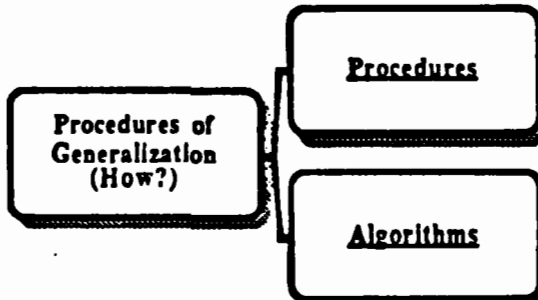 Procedures of
Generalization
(How?)
Procedures
Algorithms